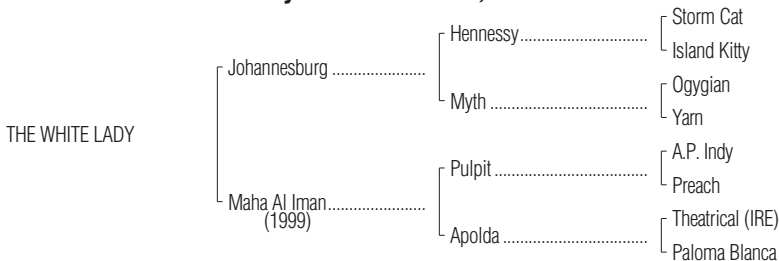 Storm Cat
Hennessy
Island Kitty
Johannesburg
Ogygian
Myth
Yarn
THE WHITE LADY
A.P. Indy
Pulpit
Preach
Maha Al Iman
(1999)
Theatrical (IRE)
Apolda
Paloma Blanca